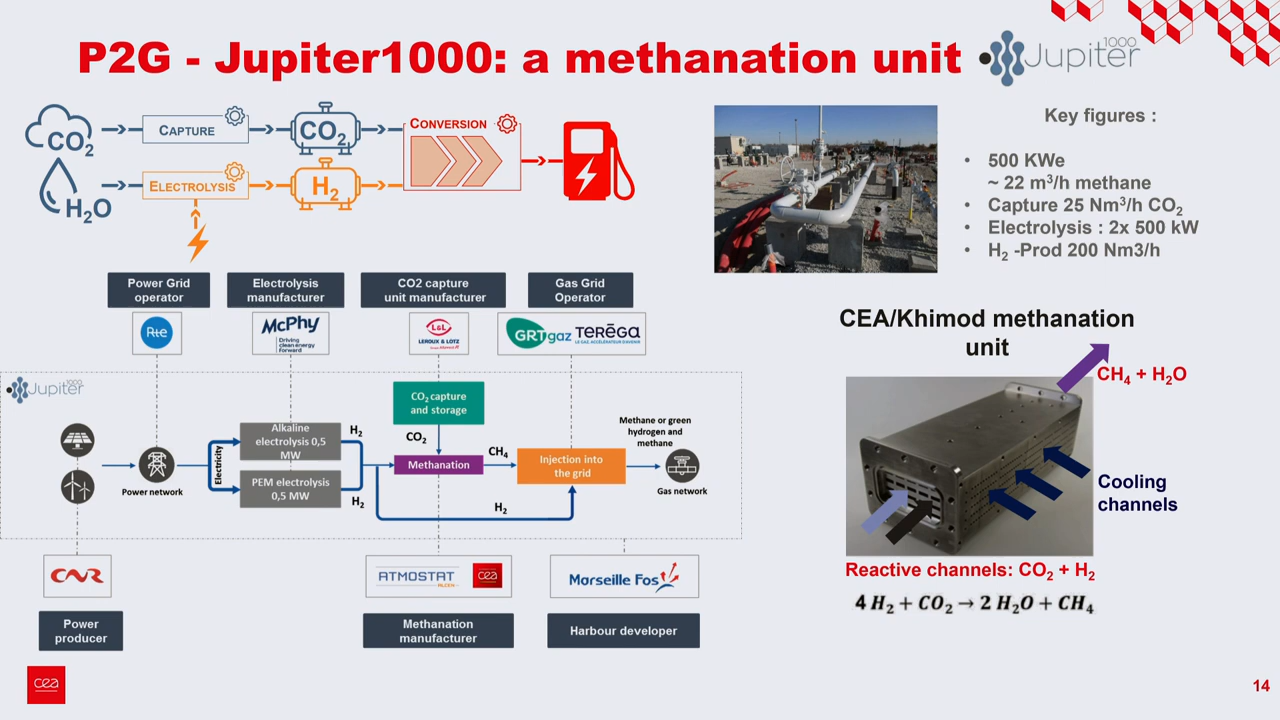 P2G - Jupiter1000: a methanation unit
Jupiter 1000
CO2
CAPTURE
CO2
CONVERSION
H2O
ELECTROLYSIS
H2
Key figures :
• 500 KWe
~ 22 m³/h methane
• Capture 25 Nm³/h CO2
• Electrolysis : 2x 500 kW
• H2 -Prod 200 Nm3/h
Power Grid
operator
Electrolysis
manufacturer
CO2 capture
unit manufacturer
Gas Grid
Operator
Rte
McPhy
Driving
clean energy
forward
L&L
LEROUX & LOTZ
GRTgaz
TERĒGA
LE GAZ, ACCÉLÉRATEUR D'AVENIR
Jupiter 1000
CO2 capture
and storage
CO2
Alkaline
electrolysis 0,5
MW
H2
Electricity
Power network
PEM electrolysis
0,5 MW
H2
Methanation
CH4
H2
Injection into
the grid
Methane or green
hydrogen and
methane
Gas network
CNR
ATMOSTAT
ALCEN
cea
Marseille Fos
Power
producer
Methanation
manufacturer
Harbour developer
CEA/Khimod methanation
unit
CH4 + H2O
Cooling
channels
Reactive channels: CO2 + H2
4 H2 + CO2 → 2 H2O + CH4
cea
14